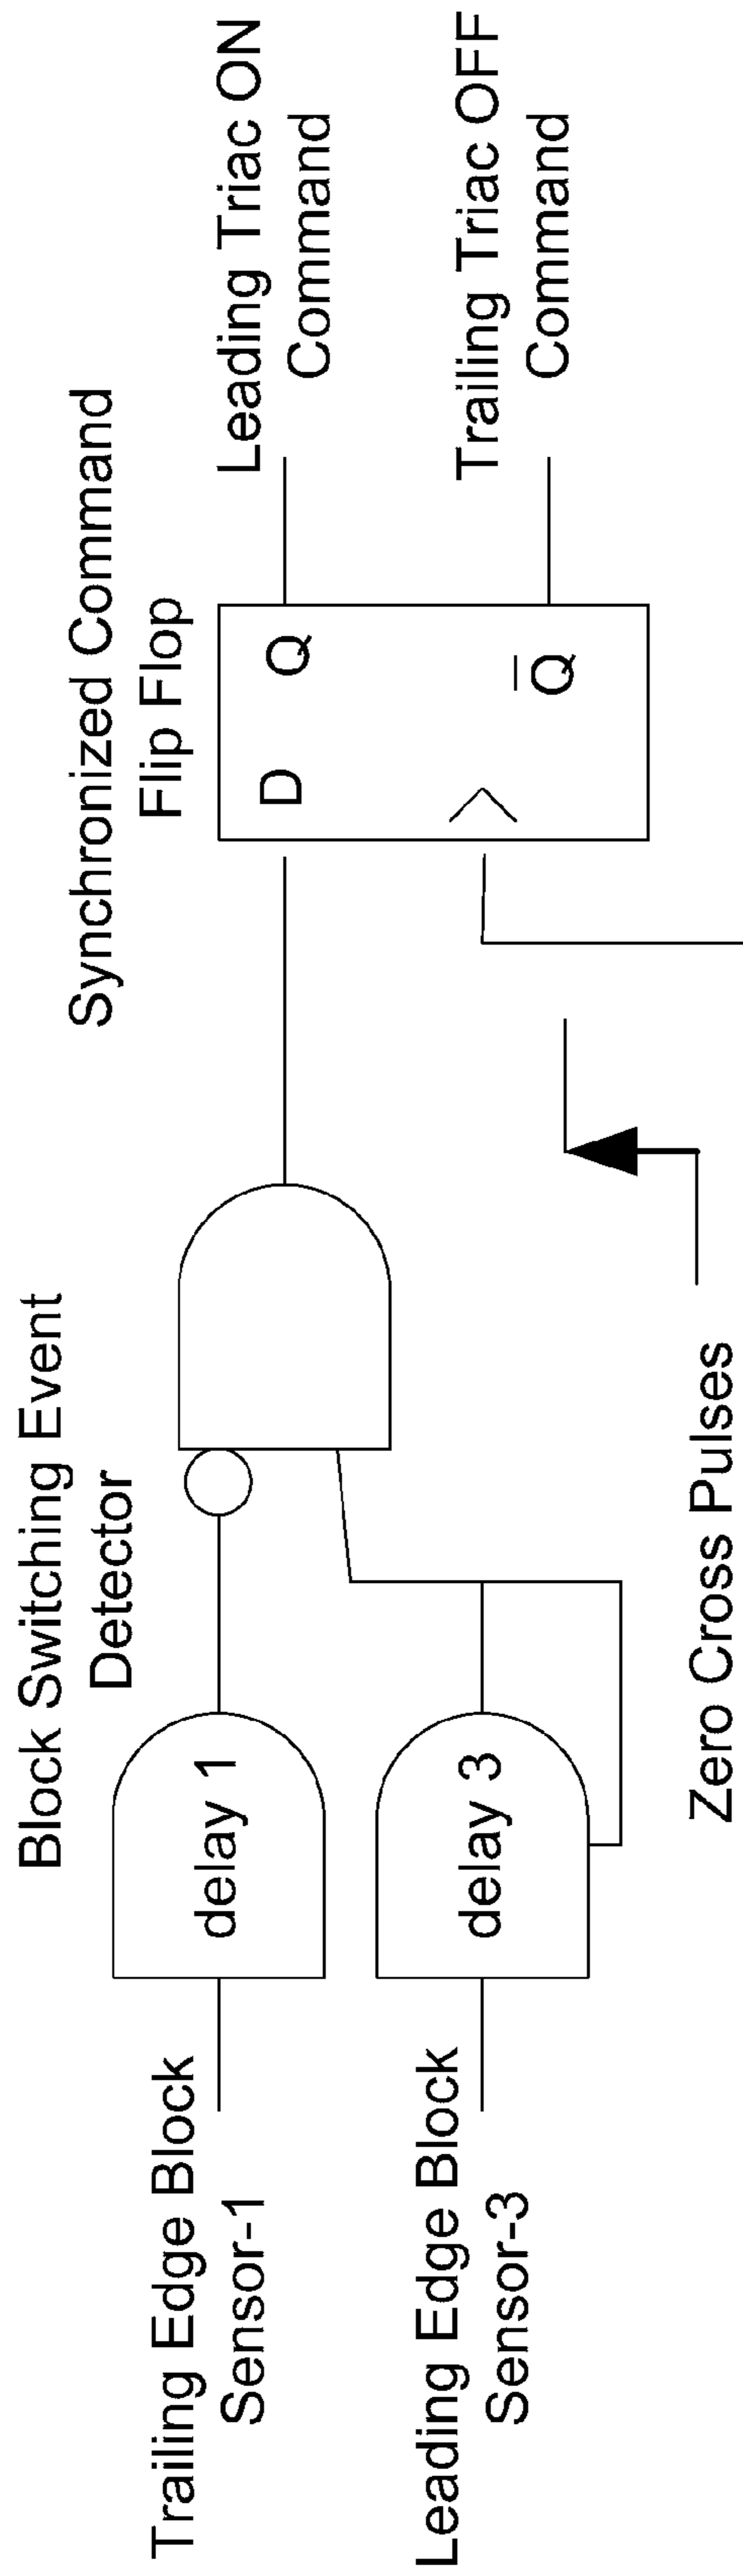 Trailing Edge Block
Sensor-1
Leading Edge Block
Sensor-3
Block Switching Event
Detector
delay 1
delay 3
Zero Cross Pulses
Synchronized Command
Flip Flop
D
Q
Q̅
Leading Triac ON
Command
Trailing Triac OFF
Command